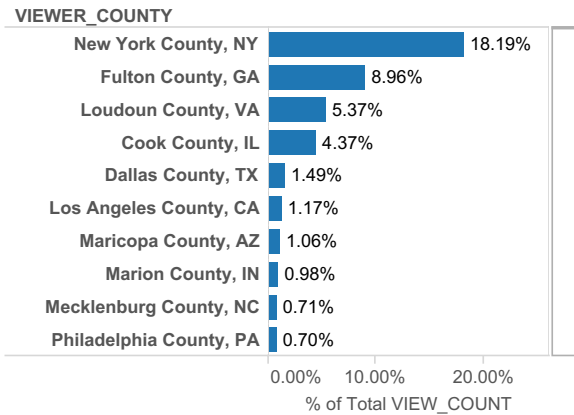 VIEWER_COUNTY
New York County, NY 18.19%
Fulton County, GA 8.96%
Loudoun County, VA 5.37%
Cook County, IL 4.37%
Dallas County, TX 1.49%
Los Angeles County, CA 1.17%
Maricopa County, AZ 1.06%
Marion County, IN 0.98%
Mecklenburg County, NC 0.71%
Philadelphia County, PA 0.70%
0.00% 10.00% 20.00%
% of Total VIEW_COUNT